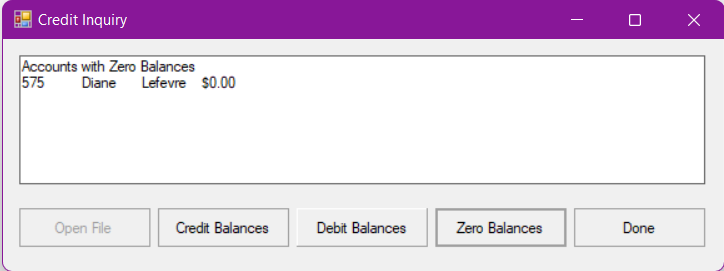 Credit Inquiry
Accounts with Zero Balances
575 Diane Lefevre $0.00
Open File Credit Balances Debit Balances Zero Balances Done